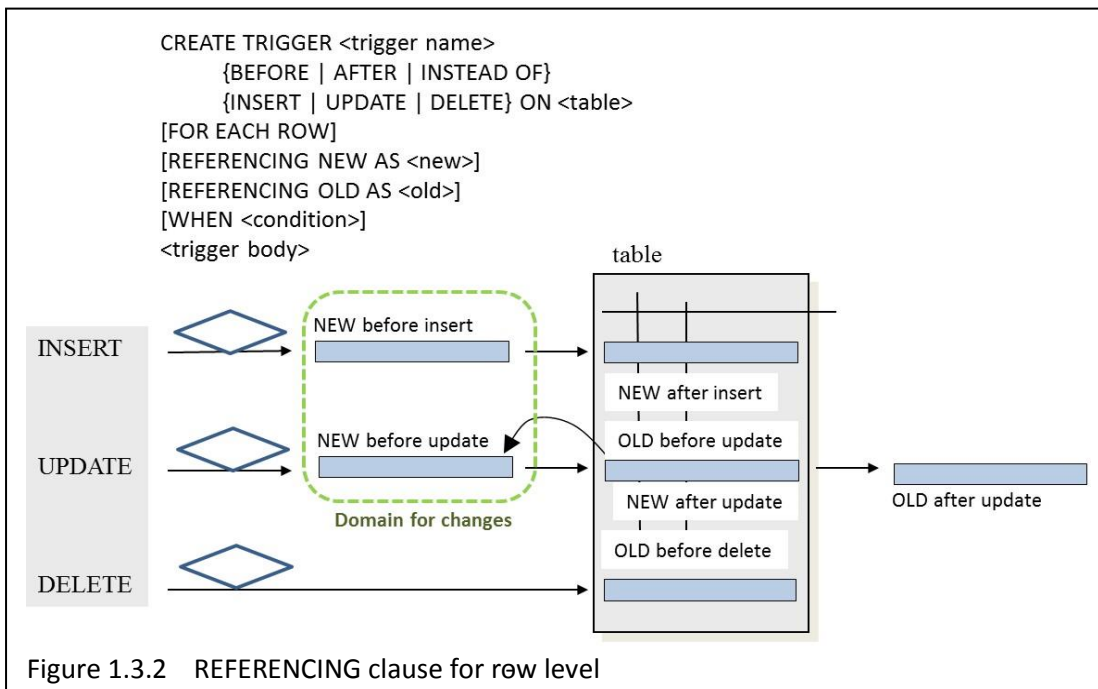 CREATE TRIGGER <trigger name>
{BEFORE | AFTER | INSTEAD OF}
{INSERT | UPDATE | DELETE} ON <table>
[FOR EACH ROW]
[REFERENCING NEW AS <new>]
[REFERENCING OLD AS <old>]
[WHEN <condition>]
<trigger body>
table
INSERT
NEW before insert
NEW after insert
UPDATE
NEW before update
OLD before update
NEW after update
OLD after update
Domain for changes
OLD before delete
DELETE
Figure 1.3.2 REFERENCING clause for row level